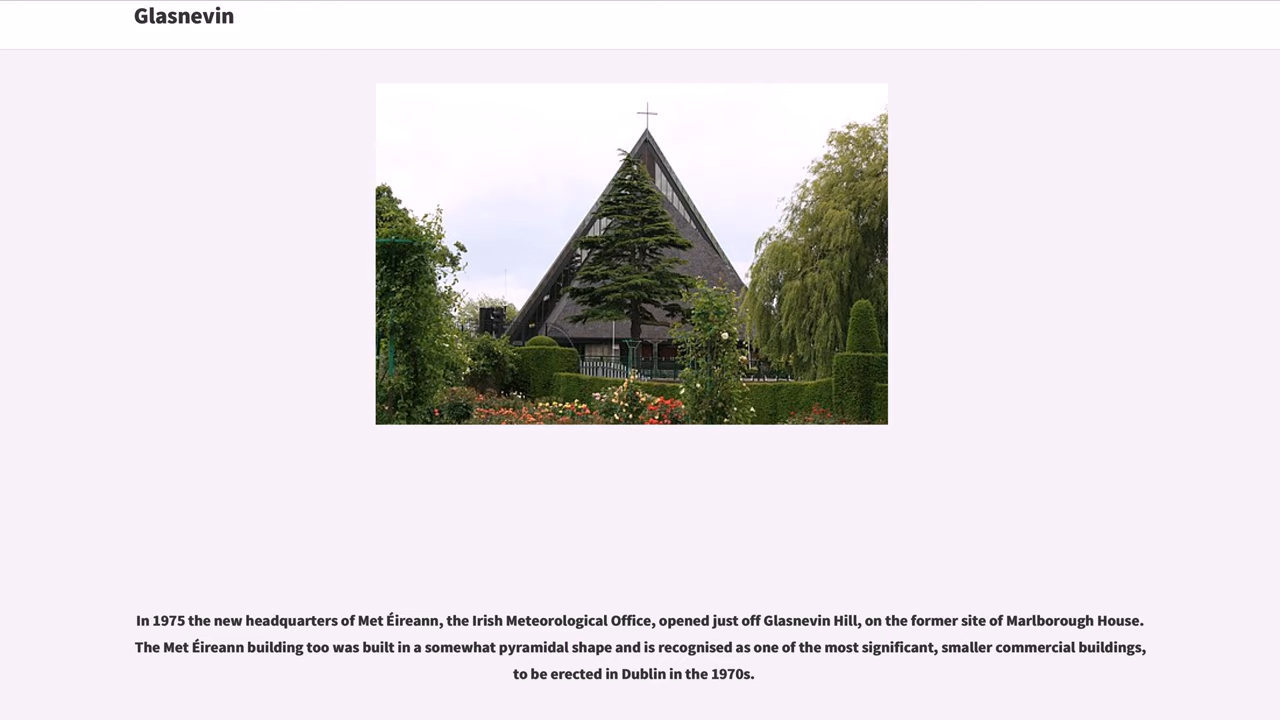 Glasnevin
In 1975 the new headquarters of Met Éireann, the Irish Meteorological Office, opened just off Glasnevin Hill, on the former site of Marlborough House.
The Met Éireann building too was built in a somewhat pyramidal shape and is recognised as one of the most significant, smaller commercial buildings,
to be erected in Dublin in the 1970s.